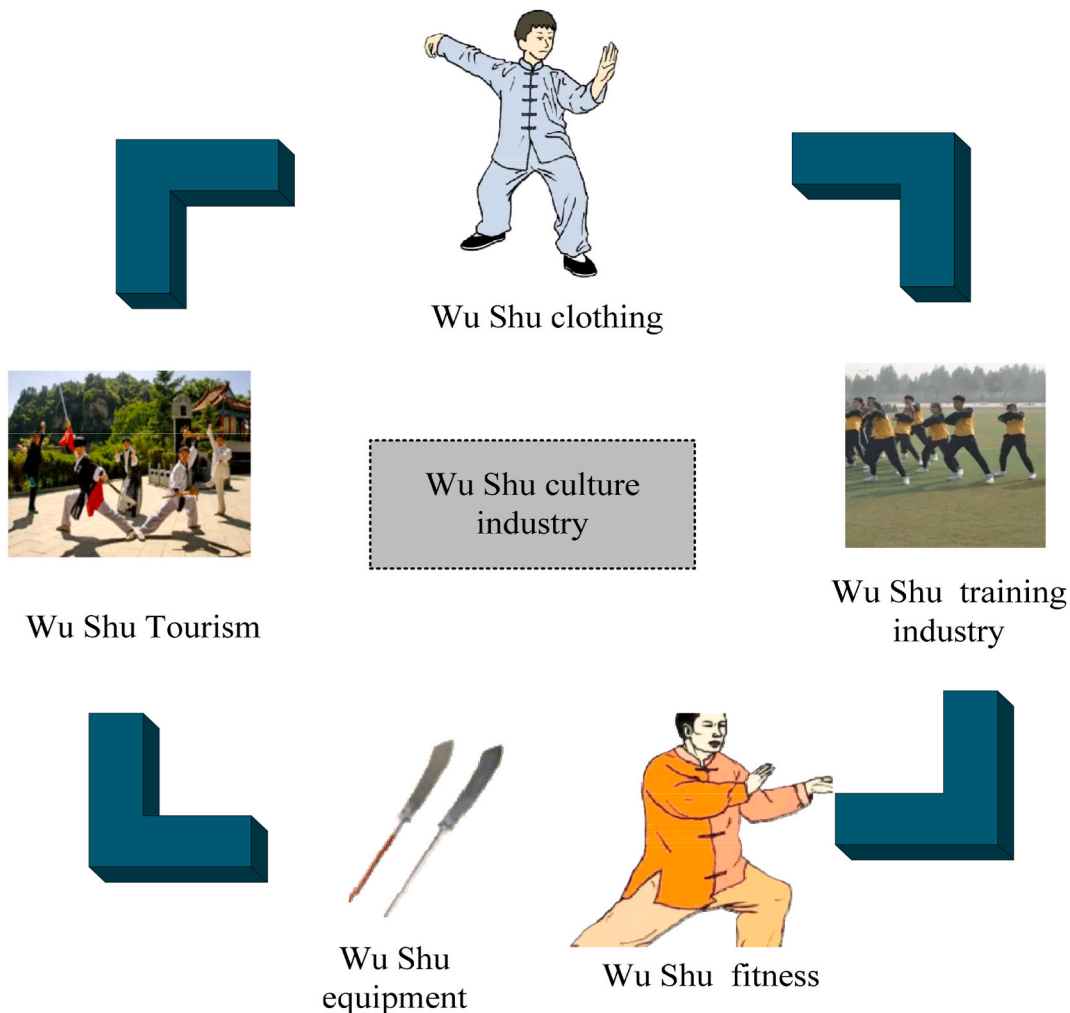 Wu Shu clothing
Wu Shu culture
industry
Wu Shu Tourism
Wu Shu training
industry
Wu Shu
equipment
Wu Shu fitness